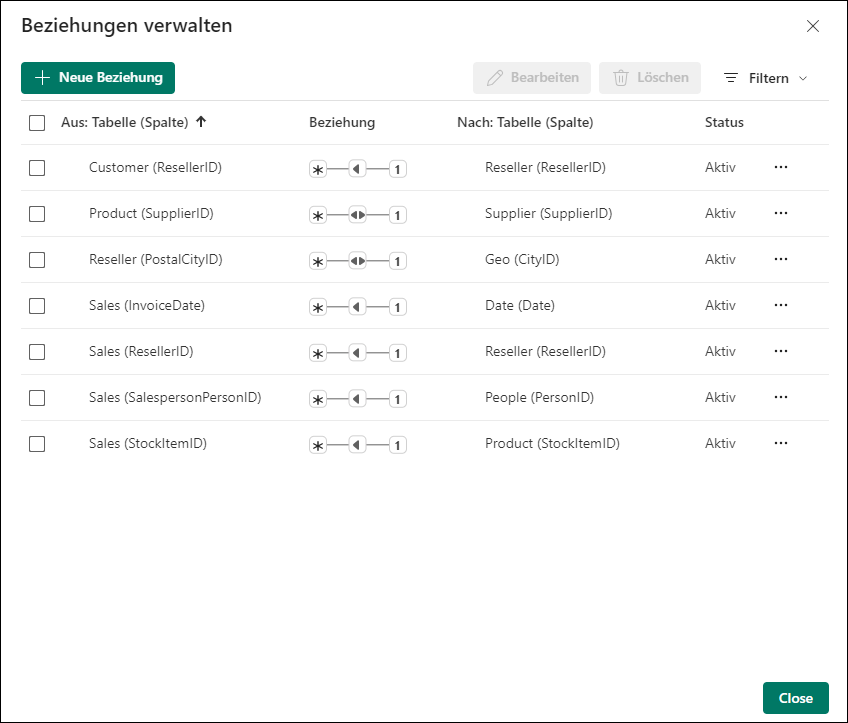 Beziehungen verwalten
Neue Beziehung Bearbeiten Löschen Filtern
Aus: Tabelle (Spalte) Beziehung Nach: Tabelle (Spalte) Status
Customer (ResellerID) * 1 Reseller (ResellerID) Aktiv ...
Product (SupplierID) * 1 Supplier (SupplierID) Aktiv ...
Reseller (PostalCityID) * 1 Geo (CityID) Aktiv ...
Sales (InvoiceDate) * 1 Date (Date) Aktiv ...
Sales (ResellerID) * 1 Reseller (ResellerID) Aktiv ...
Sales (SalespersonPersonID) * 1 People (PersonID) Aktiv ...
Sales (StockItemID) * 1 Product (StockItemID) Aktiv ...
Close